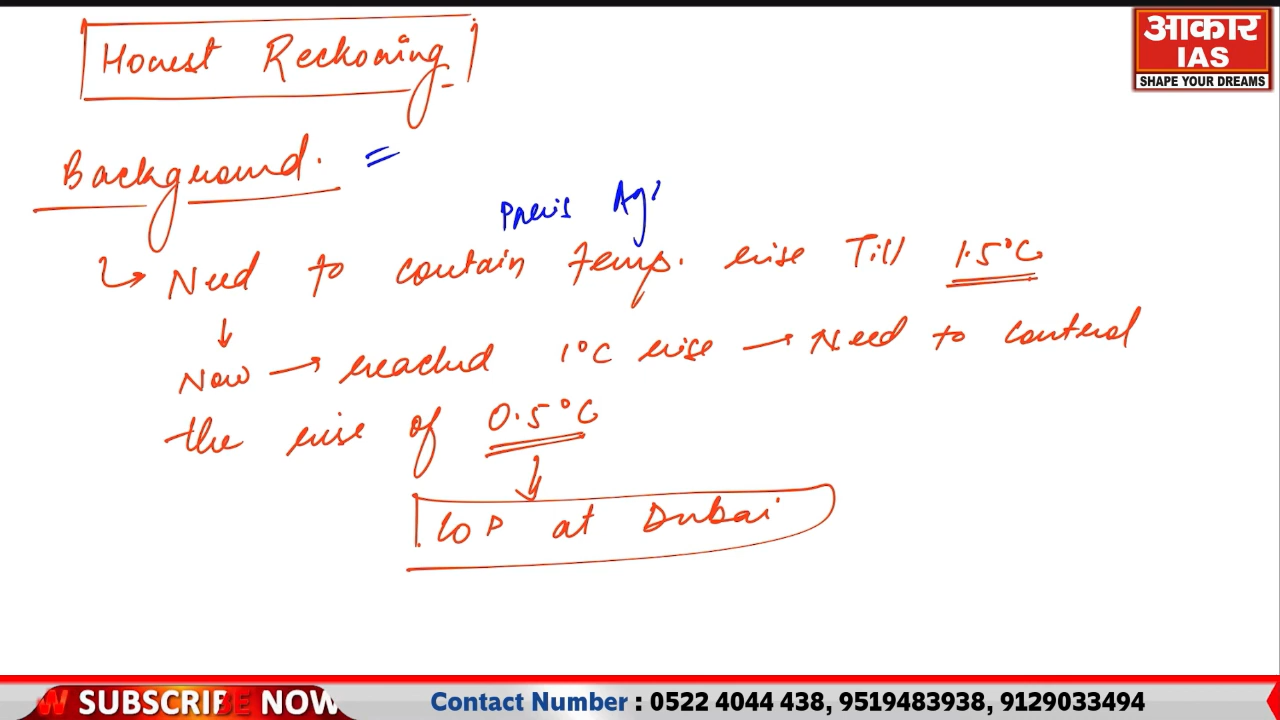 Honest Reckoning
आकार
IAS
SHAPE YOUR DREAMS
Background. =
Paris Agr
↳ Need to contain temp. rise Till 1.5°C
↓
Now → reached 1°C rise → Need to control
the rise of 0.5°C
↓
COP at Dubai
W SUBSCRIBE NOW
Contact Number : 0522 4044 438, 9519483938, 9129033494